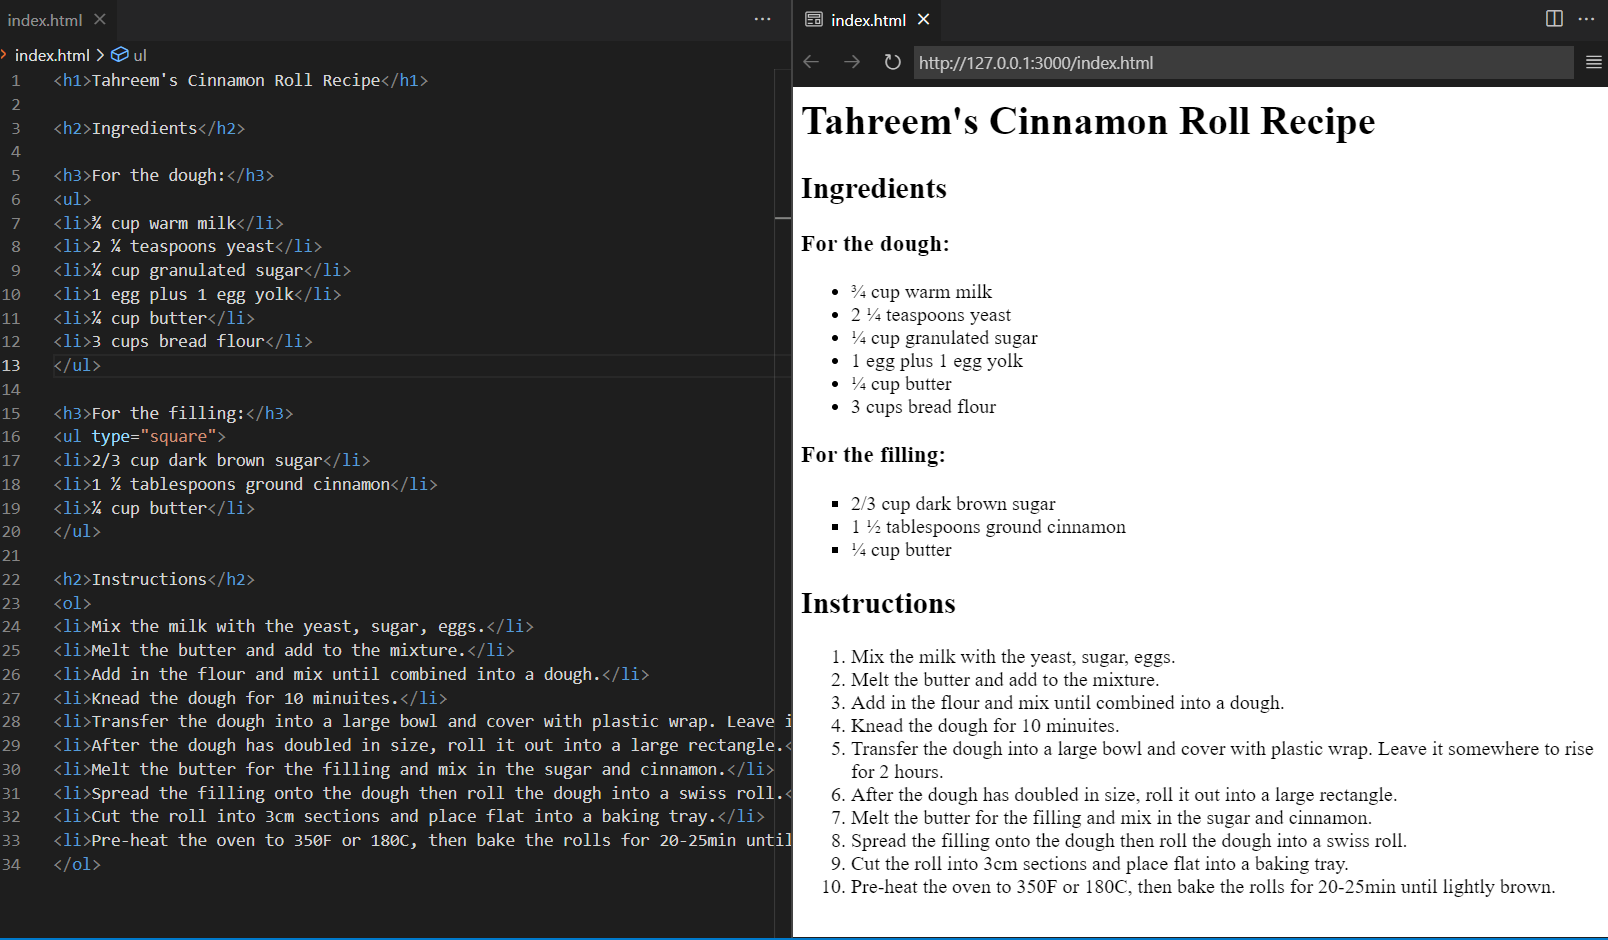 index.html
index.html ul
1 <h1>Tahreem's Cinnamon Roll Recipe</h1>
2
3 <h2>Ingredients</h2>
4
5 <h3>For the dough:</h3>
6 <ul>
7 <li>¾ cup warm milk</li>
8 <li>2 ¼ teaspoons yeast</li>
9 <li>¼ cup granulated sugar</li>
10 <li>1 egg plus 1 egg yolk</li>
11 <li>¼ cup butter</li>
12 <li>3 cups bread flour</li>
13 </ul>
14
15 <h3>For the filling:</h3>
16 <ul type="square">
17 <li>2/3 cup dark brown sugar</li>
18 <li>1 ½ tablespoons ground cinnamon</li>
19 <li>¼ cup butter</li>
20 </ul>
21
22 <h2>Instructions</h2>
23 <ol>
24 <li>Mix the milk with the yeast, sugar, eggs.</li>
25 <li>Melt the butter and add to the mixture.</li>
26 <li>Add in the flour and mix until combined into a dough.</li>
27 <li>Knead the dough for 10 minuites.</li>
28 <li>Transfer the dough into a large bowl and cover with plastic wrap. Leave i
29 <li>After the dough has doubled in size, roll it out into a large rectangle.<
30 <li>Melt the butter for the filling and mix in the sugar and cinnamon.</li>
31 <li>Spread the filling onto the dough then roll the dough into a swiss roll.<
32 <li>Cut the roll into 3cm sections and place flat into a baking tray.</li>
33 <li>Pre-heat the oven to 350F or 180C, then bake the rolls for 20-25min until
34 </ol>
index.html
http://127.0.0.1:3000/index.html
Tahreem's Cinnamon Roll Recipe
Ingredients
For the dough:
• ¾ cup warm milk
• 2 ¼ teaspoons yeast
• ¼ cup granulated sugar
• 1 egg plus 1 egg yolk
• ¼ cup butter
• 3 cups bread flour
For the filling:
▪ 2/3 cup dark brown sugar
▪ 1 ½ tablespoons ground cinnamon
▪ ¼ cup butter
Instructions
1. Mix the milk with the yeast, sugar, eggs.
2. Melt the butter and add to the mixture.
3. Add in the flour and mix until combined into a dough.
4. Knead the dough for 10 minuites.
5. Transfer the dough into a large bowl and cover with plastic wrap. Leave it somewhere to rise
for 2 hours.
6. After the dough has doubled in size, roll it out into a large rectangle.
7. Melt the butter for the filling and mix in the sugar and cinnamon.
8. Spread the filling onto the dough then roll the dough into a swiss roll.
9. Cut the roll into 3cm sections and place flat into a baking tray.
10. Pre-heat the oven to 350F or 180C, then bake the rolls for 20-25min until lightly brown.